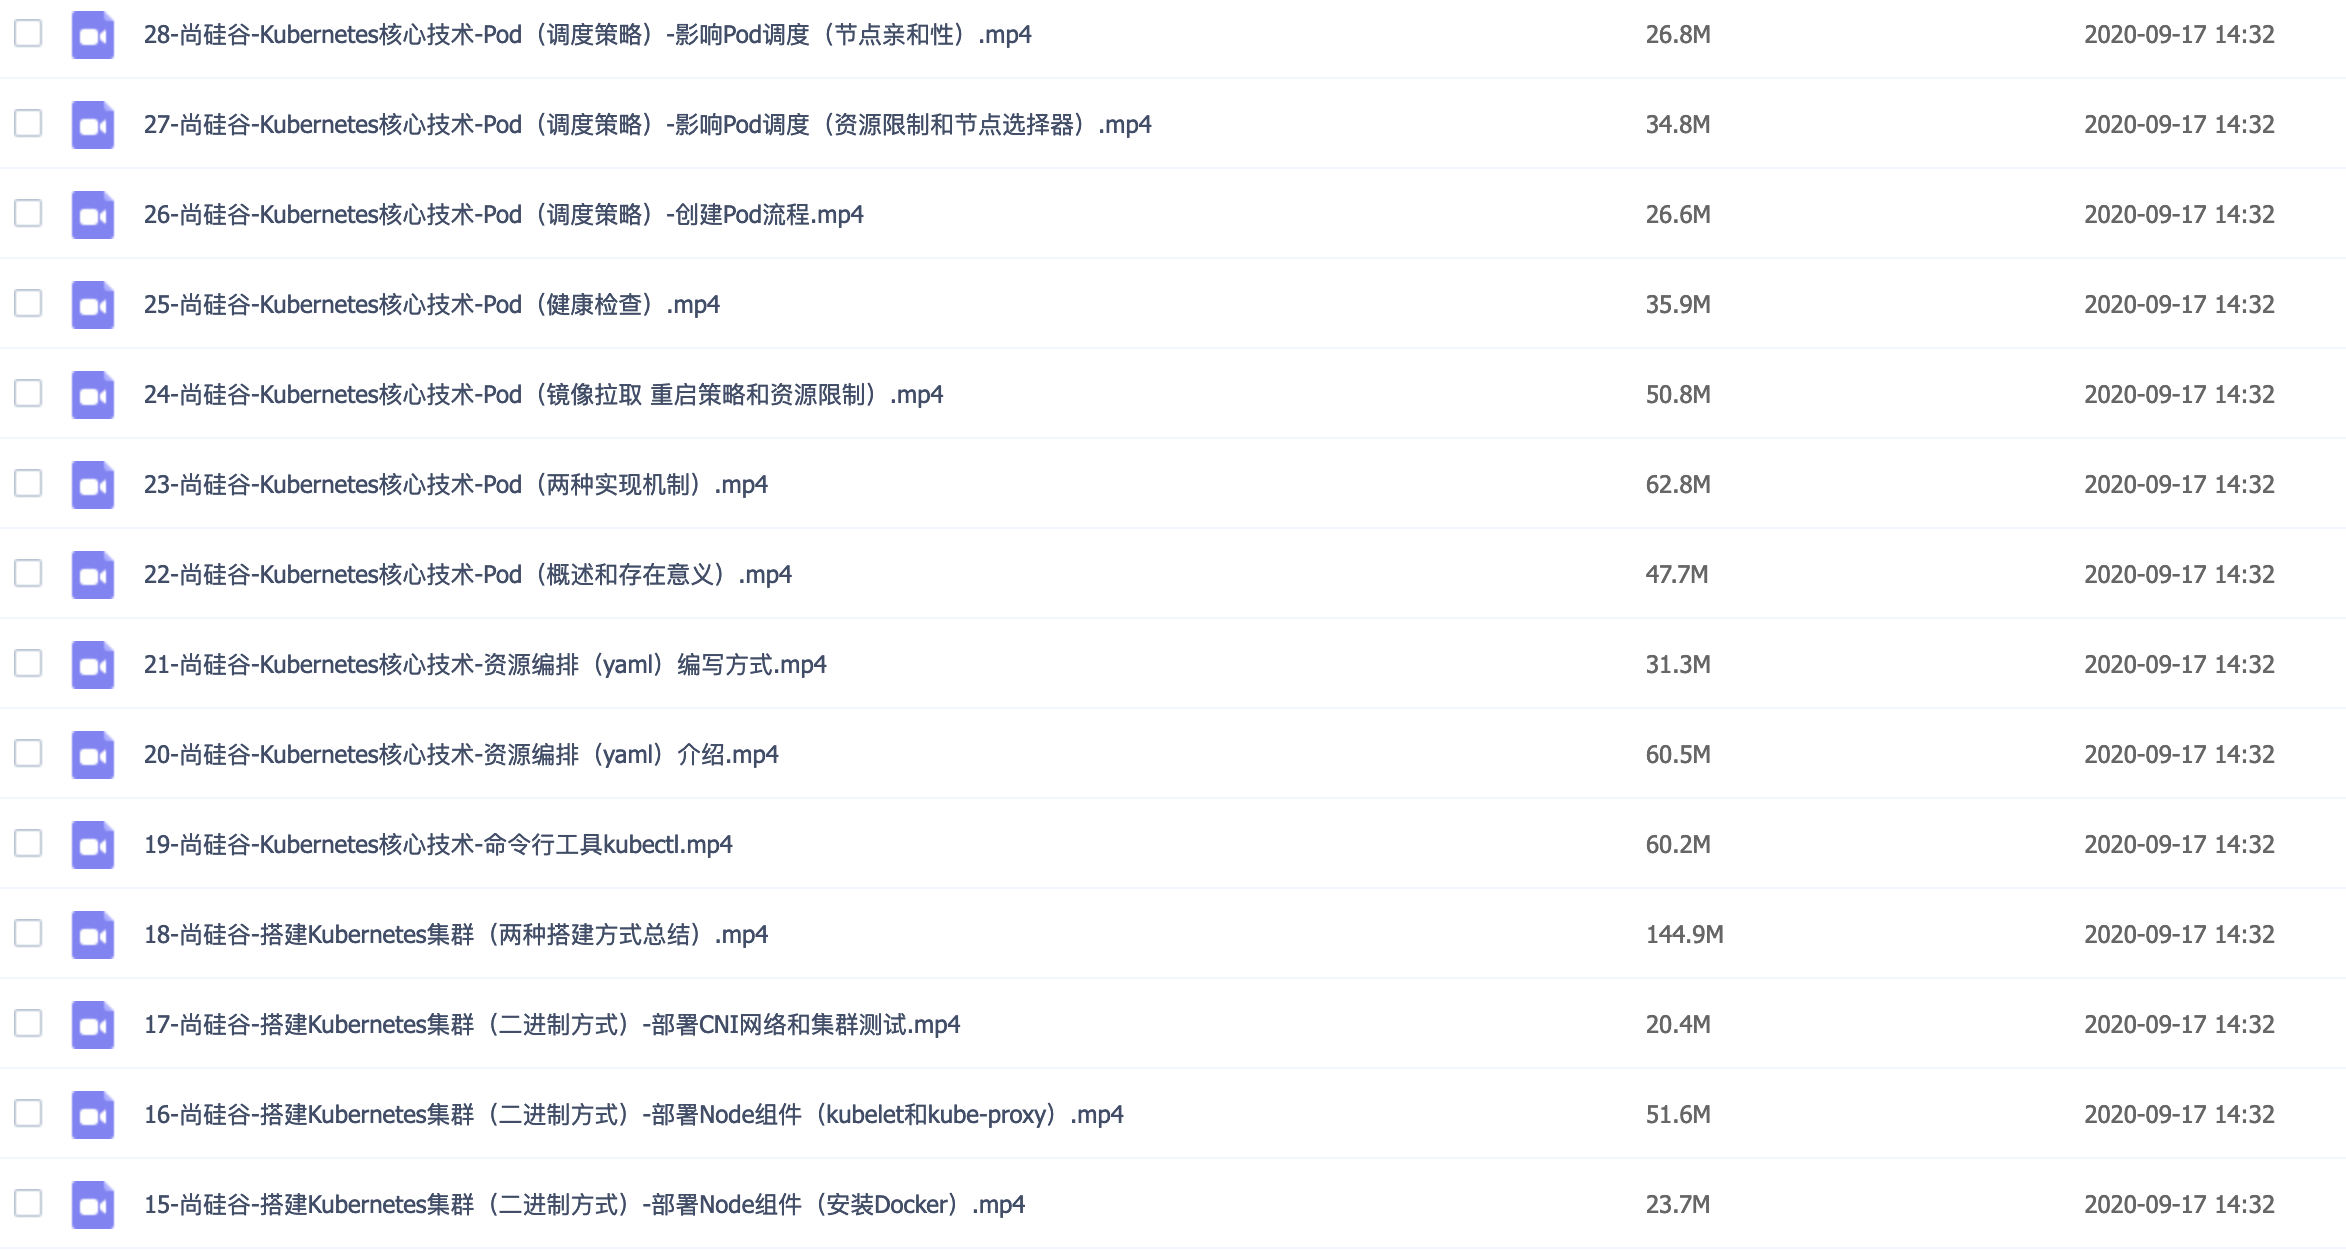 28-尚硅谷-Kubernetes核心技术-Pod（调度策略）-影响Pod调度（节点亲和性）.mp4 26.8M 2020-09-17 14:32
27-尚硅谷-Kubernetes核心技术-Pod（调度策略）-影响Pod调度（资源限制和节点选择器）.mp4 34.8M 2020-09-17 14:32
26-尚硅谷-Kubernetes核心技术-Pod（调度策略）-创建Pod流程.mp4 26.6M 2020-09-17 14:32
25-尚硅谷-Kubernetes核心技术-Pod（健康检查）.mp4 35.9M 2020-09-17 14:32
24-尚硅谷-Kubernetes核心技术-Pod（镜像拉取 重启策略和资源限制）.mp4 50.8M 2020-09-17 14:32
23-尚硅谷-Kubernetes核心技术-Pod（两种实现机制）.mp4 62.8M 2020-09-17 14:32
22-尚硅谷-Kubernetes核心技术-Pod（概述和存在意义）.mp4 47.7M 2020-09-17 14:32
21-尚硅谷-Kubernetes核心技术-资源编排（yaml）编写方式.mp4 31.3M 2020-09-17 14:32
20-尚硅谷-Kubernetes核心技术-资源编排（yaml）介绍.mp4 60.5M 2020-09-17 14:32
19-尚硅谷-Kubernetes核心技术-命令行工具kubectl.mp4 60.2M 2020-09-17 14:32
18-尚硅谷-搭建Kubernetes集群（两种搭建方式总结）.mp4 144.9M 2020-09-17 14:32
17-尚硅谷-搭建Kubernetes集群（二进制方式）-部署CNI网络和集群测试.mp4 20.4M 2020-09-17 14:32
16-尚硅谷-搭建Kubernetes集群（二进制方式）-部署Node组件（kubelet和kube-proxy）.mp4 51.6M 2020-09-17 14:32
15-尚硅谷-搭建Kubernetes集群（二进制方式）-部署Node组件（安装Docker）.mp4 23.7M 2020-09-17 14:32